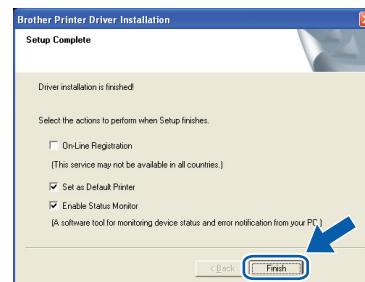 Brother Printer Driver Installation
Setup Complete
Driver installation is finished!
Select the actions to perform when Setup finishes.
On-Line Registration
(This service may not be available in all countries.)
Set as Default Printer
Enable Status Monitor
(A software tool for monitoring device status and error notification from your PC.)
< Back
Finish